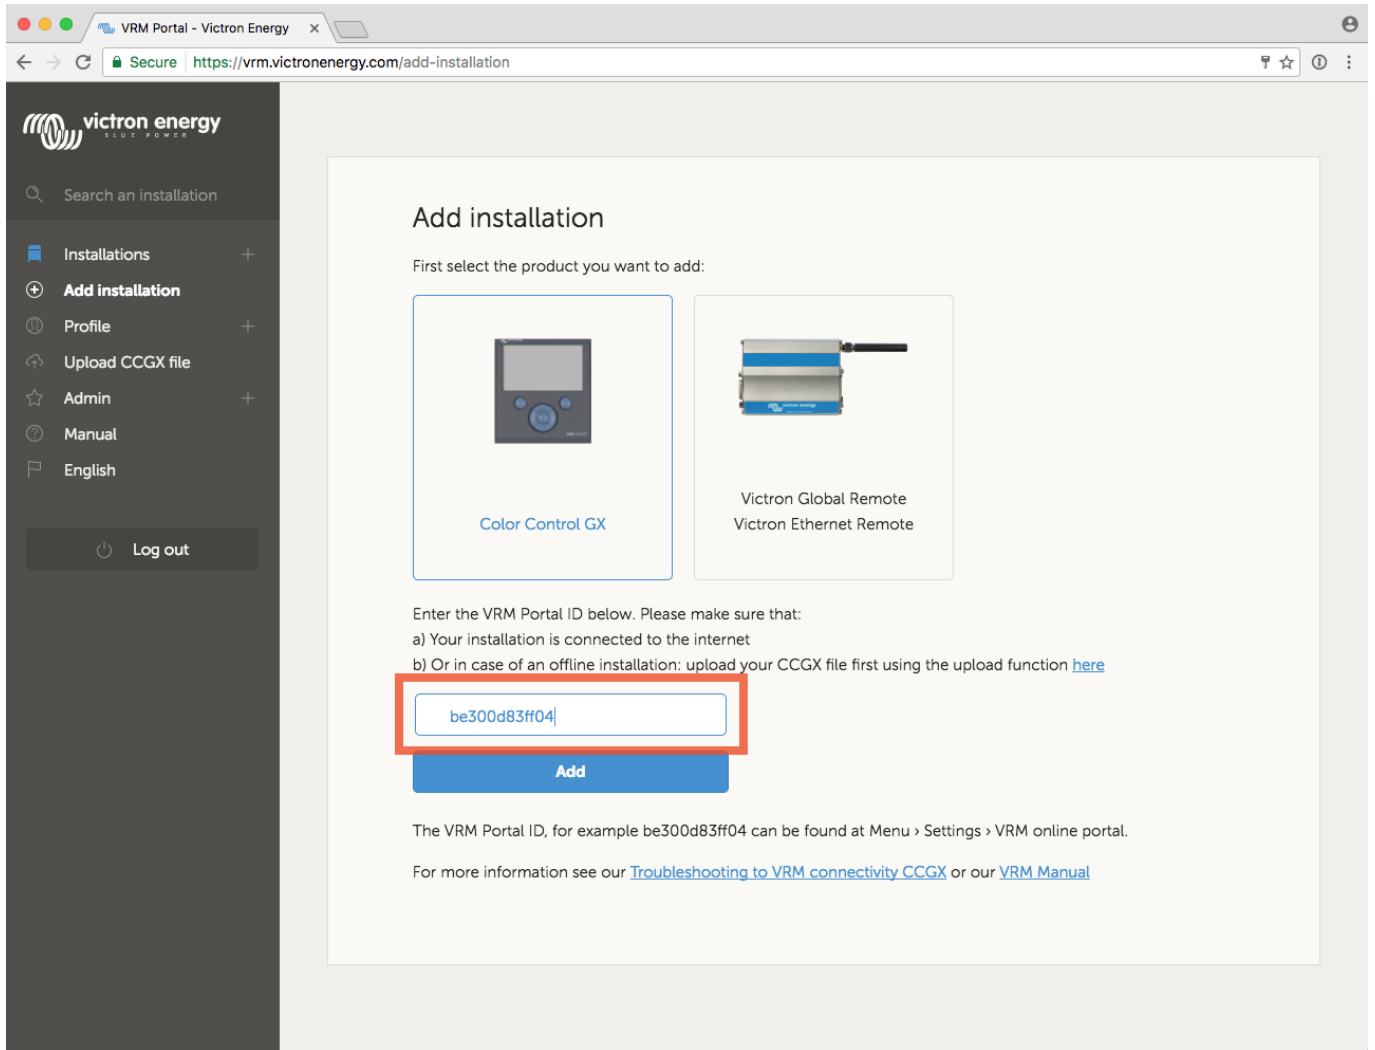 VRM Portal - Victron Energy
Secure https://vrm.victronenergy.com/add-installation
victron energy
BLUE POWER
Search an installation
Installations
Add installation
Profile
Upload CCGX file
Admin
Manual
English
Log out
Add installation
First select the product you want to add:
Color Control GX
victron energy
Victron Global Remote
Victron Ethernet Remote
Enter the VRM Portal ID below. Please make sure that:
a) Your installation is connected to the internet
b) Or in case of an offline installation: upload your CCGX file first using the upload function here
be300d83ff04
Add
The VRM Portal ID, for example be300d83ff04 can be found at Menu › Settings › VRM online portal.
For more information see our Troubleshooting to VRM connectivity CCGX or our VRM Manual